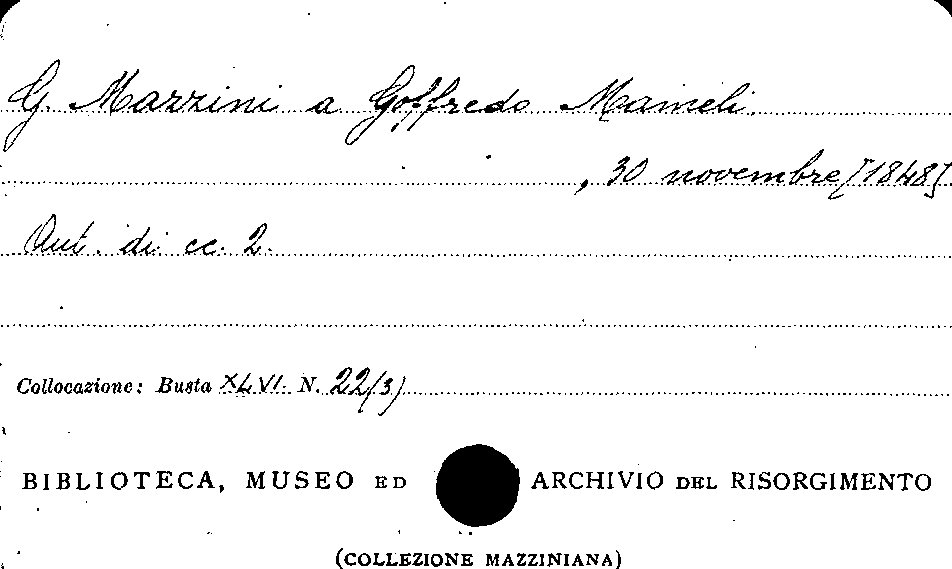 G. Mazzini a Goffredo Mameli.
, 30 novembre [1848]
Aut. di cc. 2.
Collocazione: Busta XLVI. N. 22(3)
BIBLIOTECA, MUSEO ED ARCHIVIO DEL RISORGIMENTO
(COLLEZIONE MAZZINIANA)